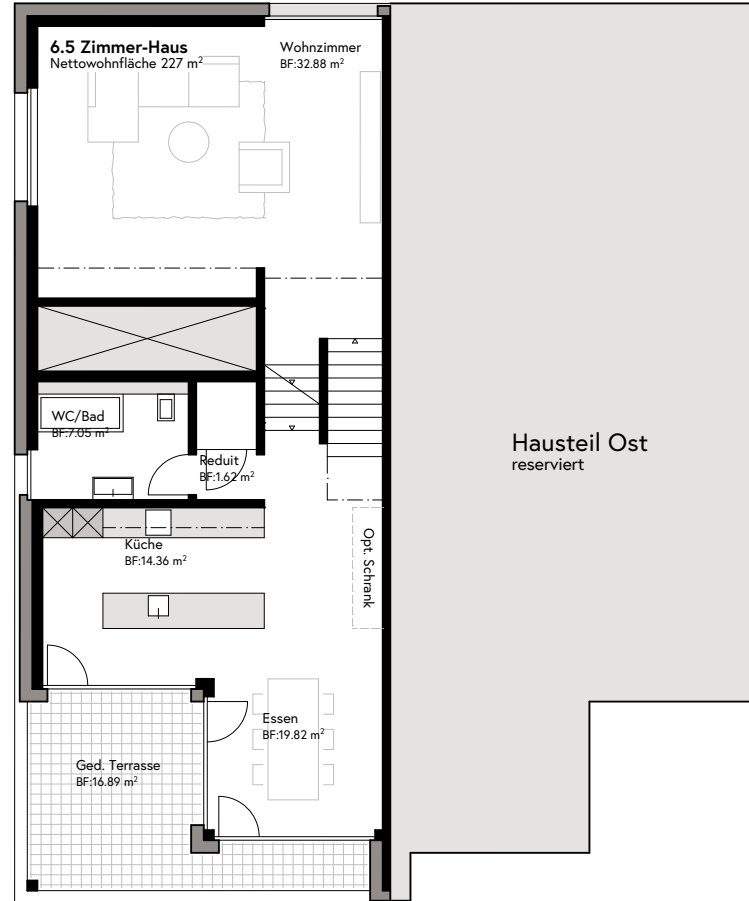 6.5 Zimmer-Haus
Nettowohnfläche 227 m²
Wohnzimmer
BF:32.88 m²
WC/Bad
BF:7.05 m²
Reduit
BF:1.62 m²
Hausteil Ost
reserviert
Küche
BF:14.36 m²
Opt. Schrank
Essen
BF:19.82 m²
Ged. Terrasse
BF:16.89 m²